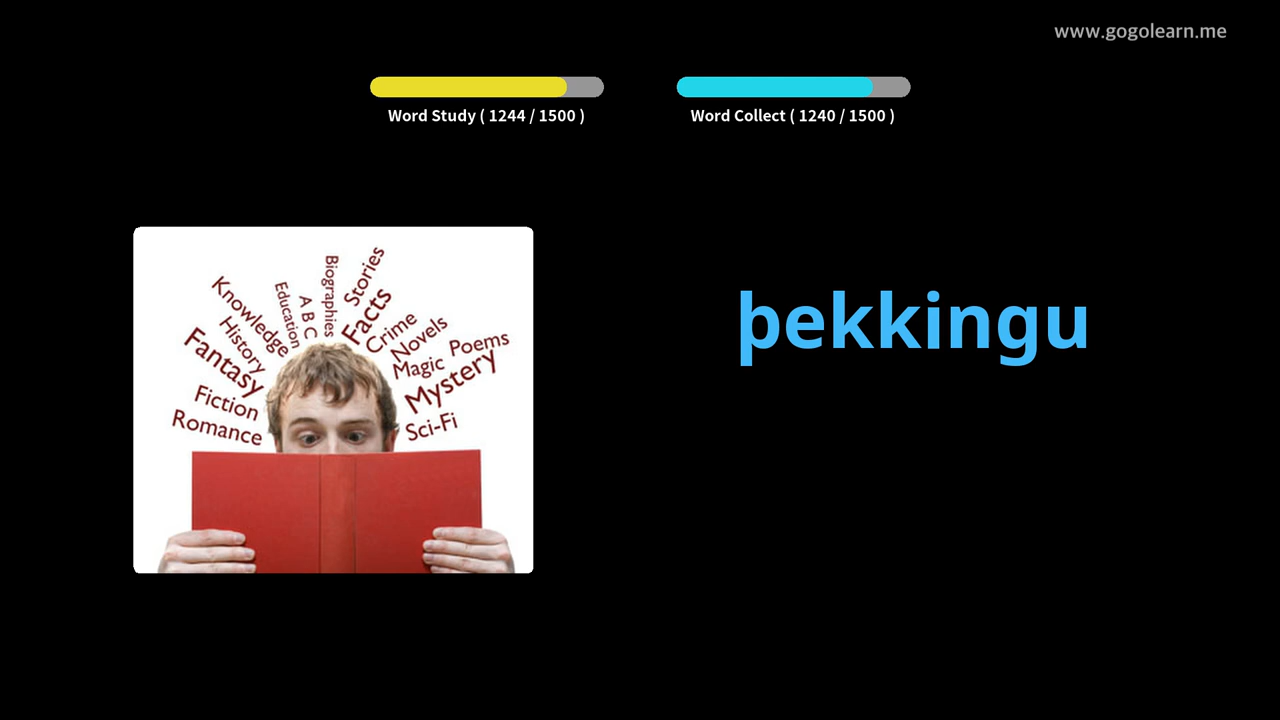 www.gogolearn.me
Word Study ( 1244 / 1500 )
Word Collect ( 1240 / 1500 )
þekkingu
Biographies
Stories
Education
A B C
Facts
Knowledge
Crime
History
Novels
Fantasy
Magic
Poems
Fiction
Mystery
Romance
Sci-Fi